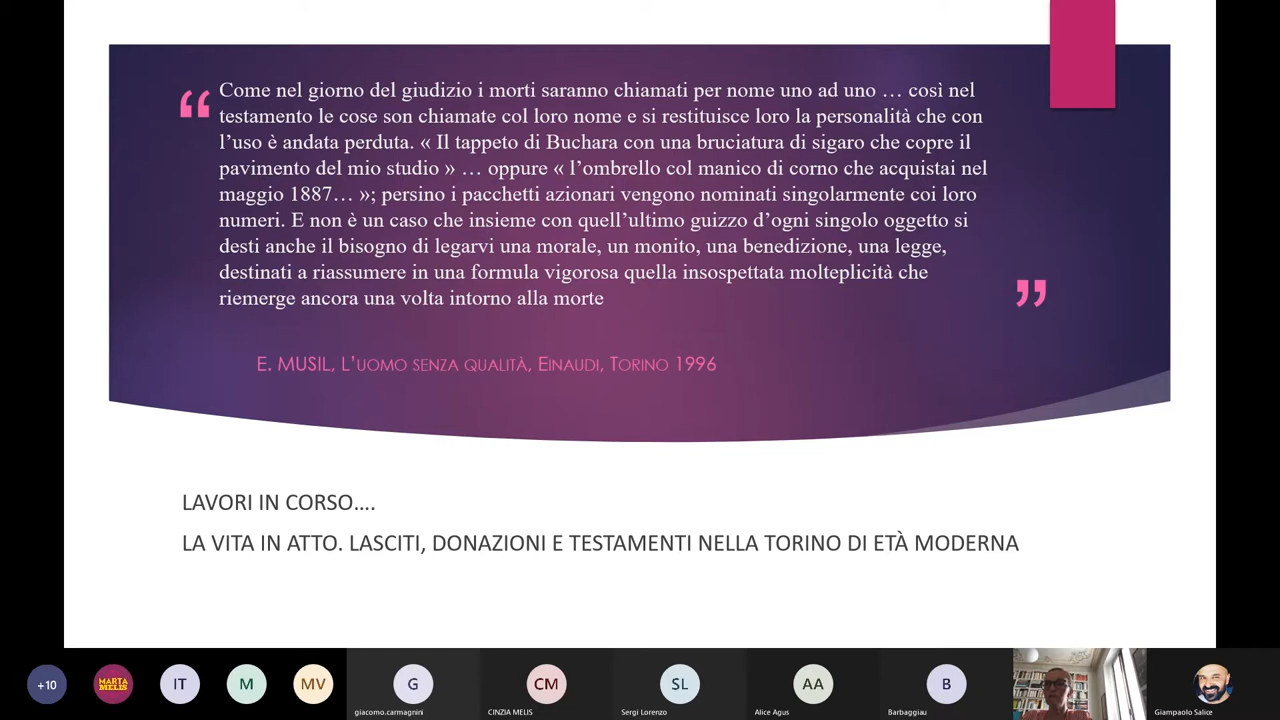 “ Come nel giorno del giudizio i morti saranno chiamati per nome uno ad uno … così nel
testamento le cose son chiamate col loro nome e si restituisce loro la personalità che con
l’uso è andata perduta. « Il tappeto di Buchara con una bruciatura di sigaro che copre il
pavimento del mio studio » … oppure « l’ombrello col manico di corno che acquistai nel
maggio 1887… »; persino i pacchetti azionari vengono nominati singolarmente coi loro
numeri. E non è un caso che insieme con quell’ultimo guizzo d’ogni singolo oggetto si
desti anche il bisogno di legarvi una morale, un monito, una benedizione, una legge,
destinati a riassumere in una formula vigorosa quella insospettata molteplicità che
riemerge ancora una volta intorno alla morte ”
E. MUSIL, L’UOMO SENZA QUALITÀ, EINAUDI, TORINO 1996
LAVORI IN CORSO….
LA VITA IN ATTO. LASCITI, DONAZIONI E TESTAMENTI NELLA TORINO DI ETÀ MODERNA
+10 MARTA MELIS IT M MV G CM SL AA B
giacomo.carmagnini CINZIA MELIS Sergi Lorenzo Alice Agus Barbaggiau Giampaolo Salice